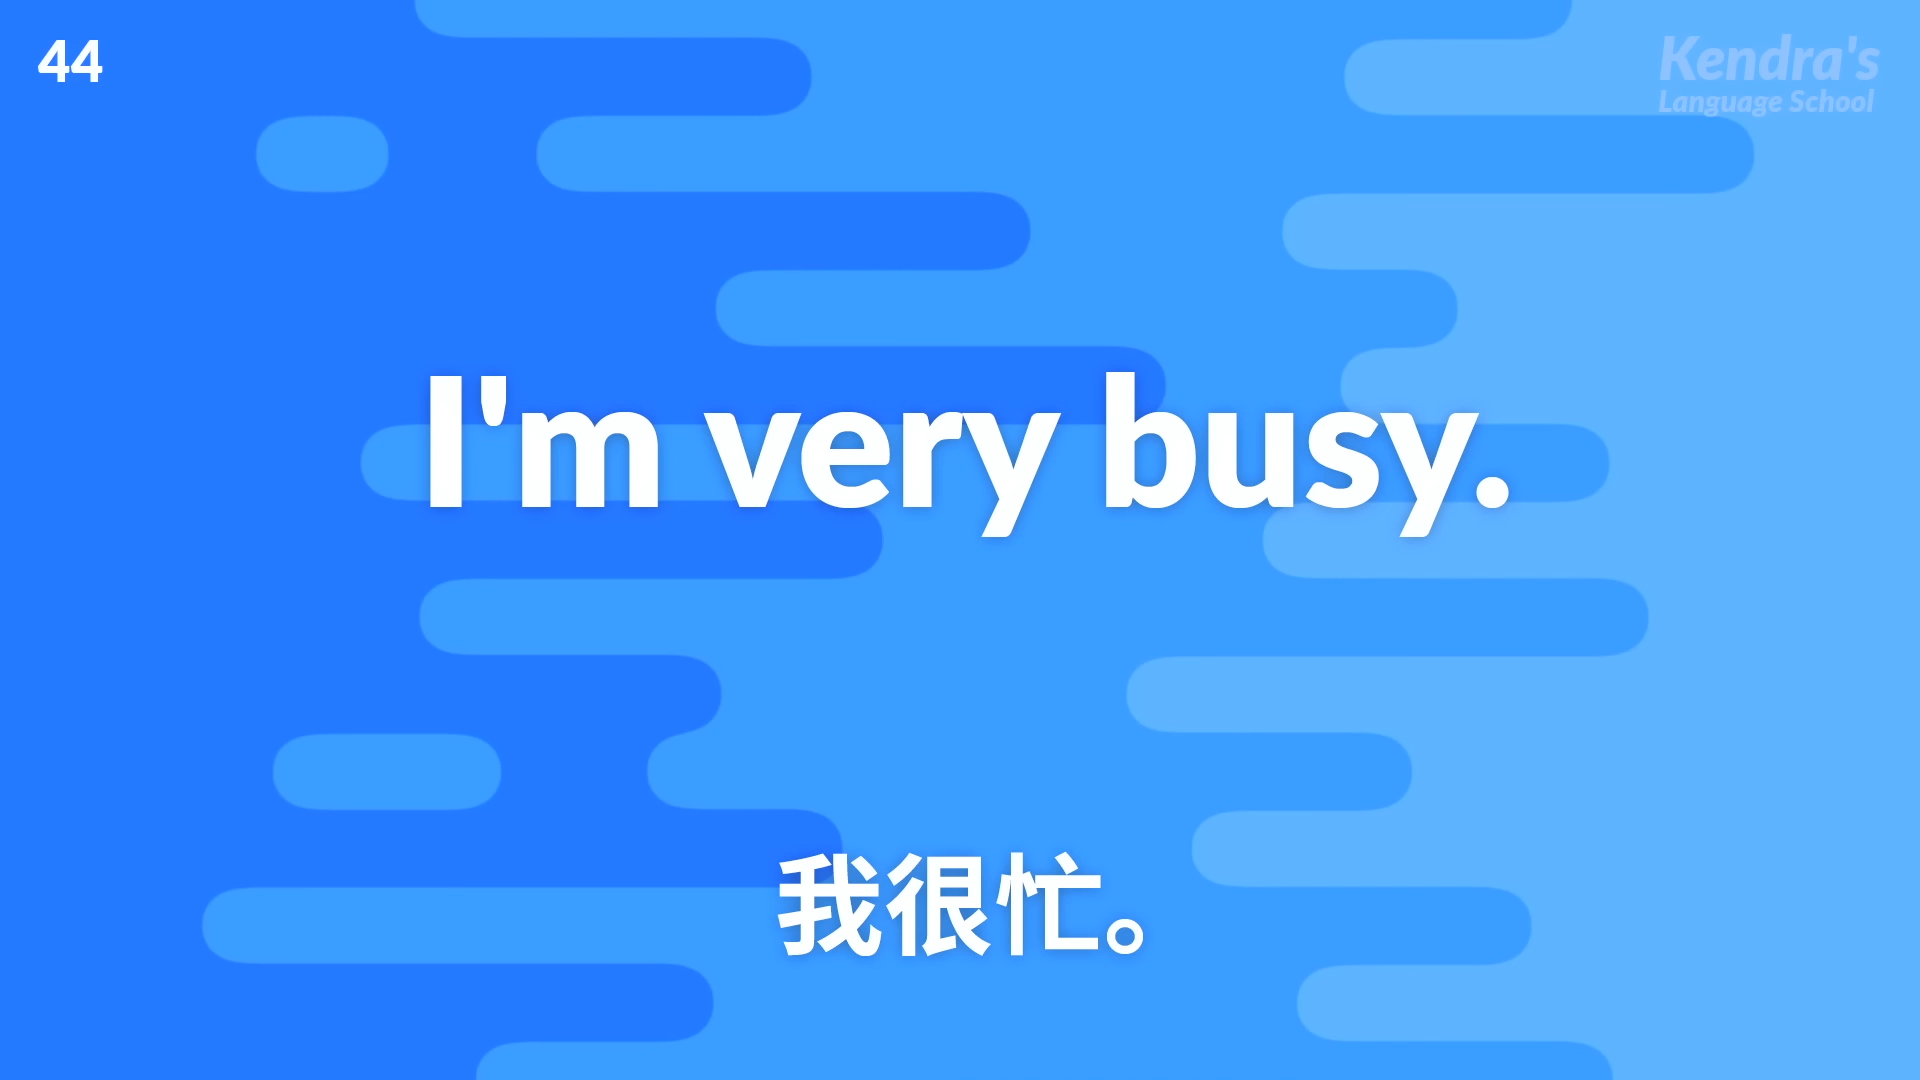 44
Kendra's
Language School
I'm very busy.
我很忙。